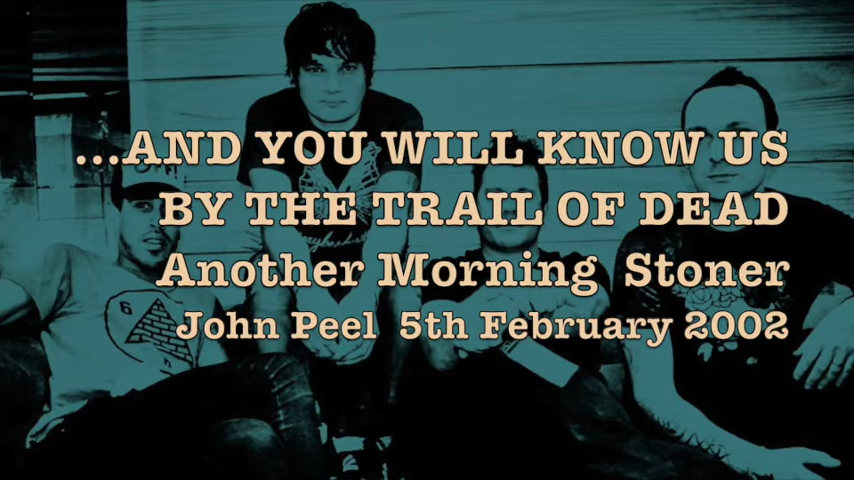 ...AND YOU WILL KNOW US
BY THE TRAIL OF DEAD
Another Morning Stoner
John Peel 5th February 2002